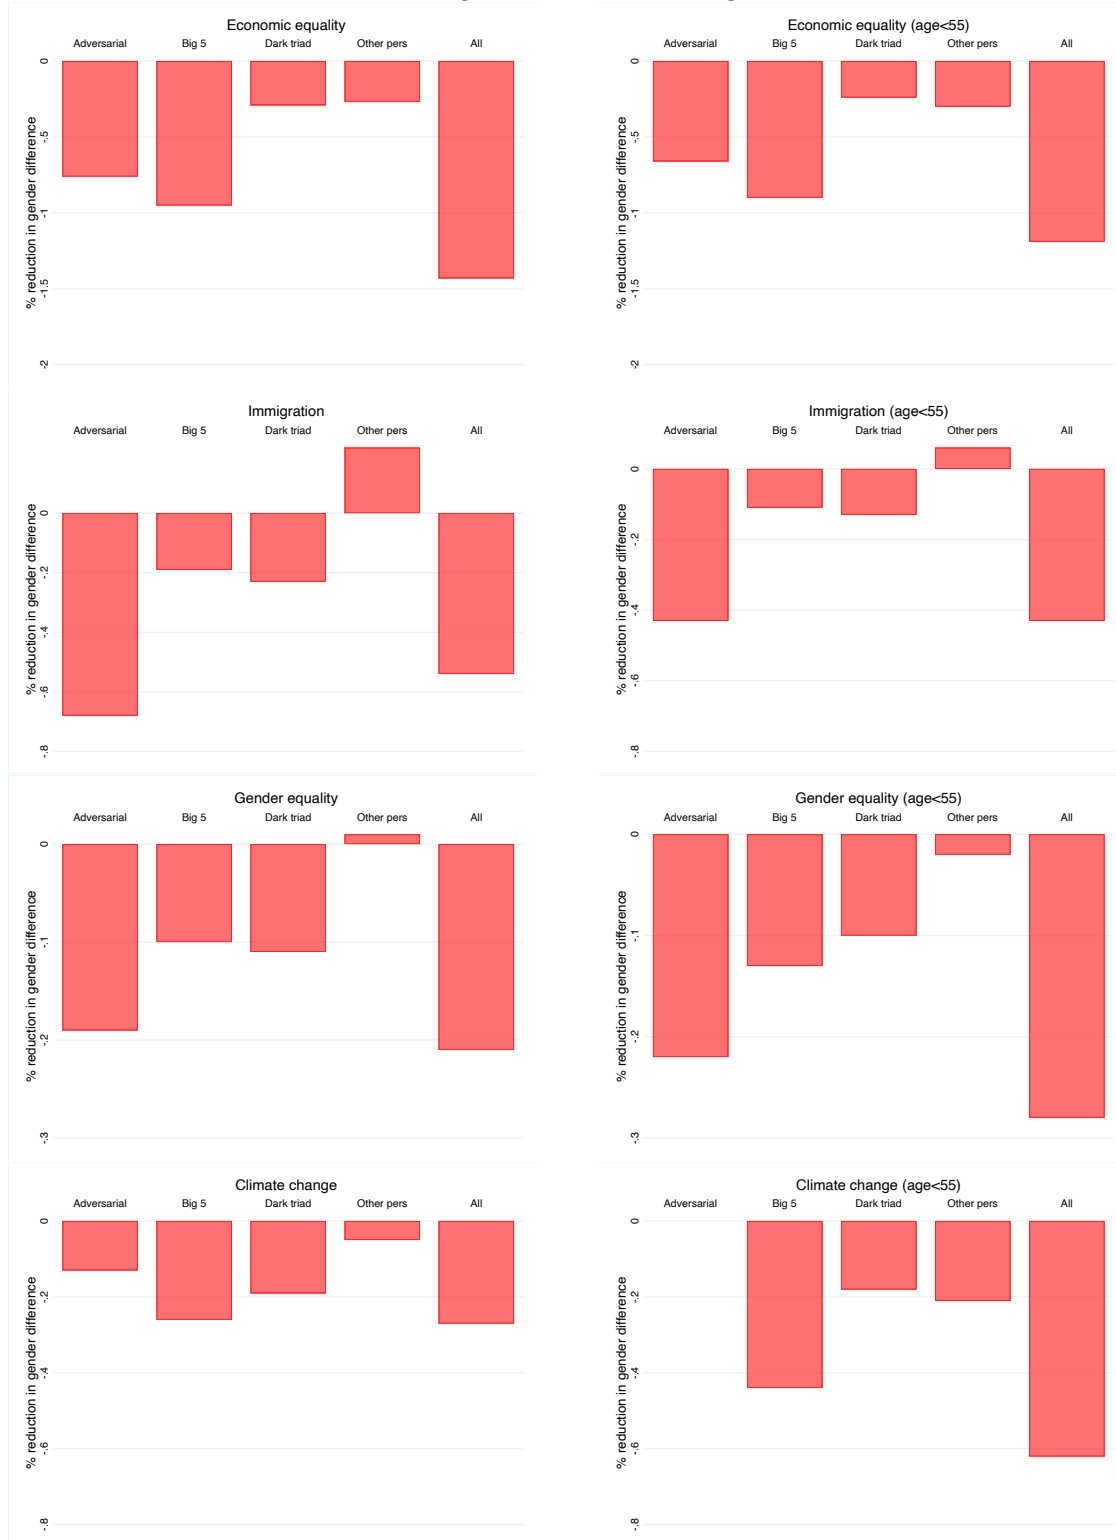 Economic equality
Adversarial Big 5 Dark triad Other pers All
% reduction in gender difference
0
-.5
-1
-1.5
-2
Economic equality (age<55)
Adversarial Big 5 Dark triad Other pers All
% reduction in gender difference
0
-.5
-1
-1.5
-2
Immigration
Adversarial Big 5 Dark triad Other pers All
% reduction in gender difference
0
-.2
-.4
-.6
-.8
Immigration (age<55)
Adversarial Big 5 Dark triad Other pers All
% reduction in gender difference
0
-.2
-.4
-.6
-.8
Gender equality
Adversarial Big 5 Dark triad Other pers All
% reduction in gender difference
0
-.1
-.2
-.3
Gender equality (age<55)
Adversarial Big 5 Dark triad Other pers All
% reduction in gender difference
0
-.1
-.2
-.3
Climate change
Adversarial Big 5 Dark triad Other pers All
% reduction in gender difference
0
-.2
-.4
-.6
-.8
Climate change (age<55)
Adversarial Big 5 Dark triad Other pers All
% reduction in gender difference
0
-.2
-.4
-.6
-.8